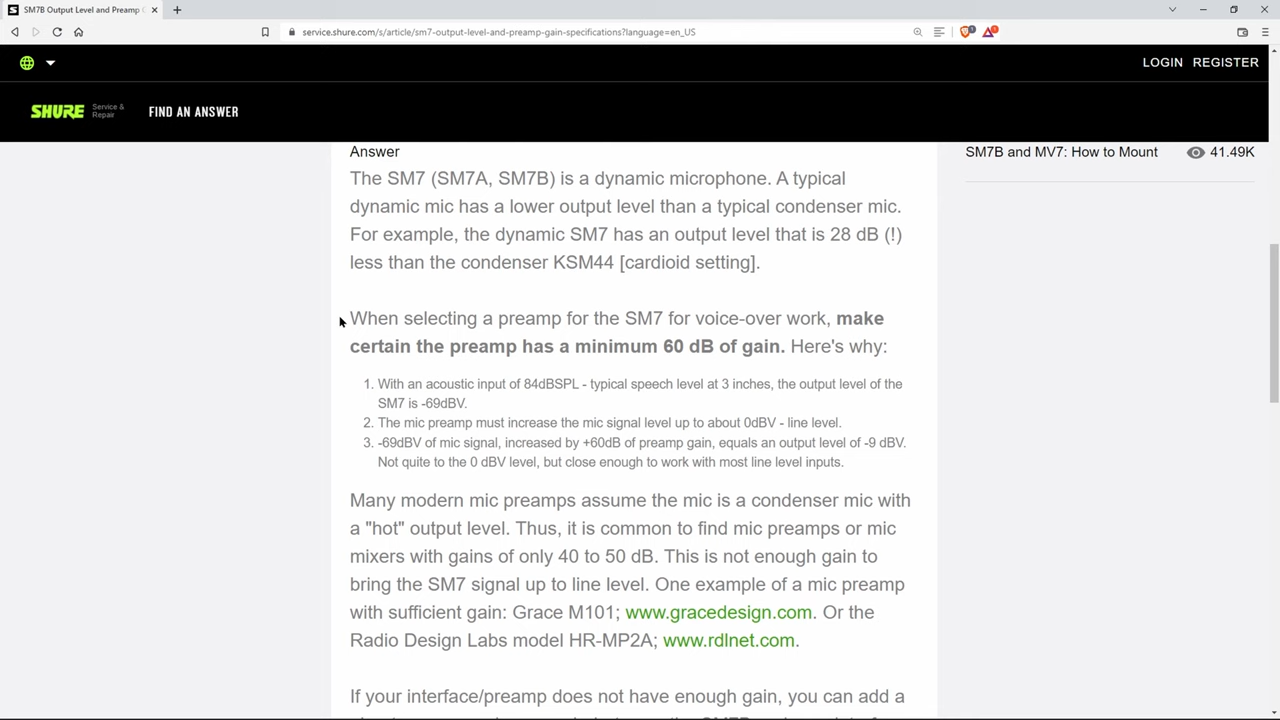 SM7B Output Level and Preamp
service.shure.com/s/article/sm7-output-level-and-preamp-gain-specifications?language=en_US
LOGIN REGISTER
SHURE Service & Repair FIND AN ANSWER
Answer
SM7B and MV7: How to Mount 41.49K
The SM7 (SM7A, SM7B) is a dynamic microphone. A typical
dynamic mic has a lower output level than a typical condenser mic.
For example, the dynamic SM7 has an output level that is 28 dB (!)
less than the condenser KSM44 [cardioid setting].
When selecting a preamp for the SM7 for voice-over work, make
certain the preamp has a minimum 60 dB of gain. Here's why:
1. With an acoustic input of 84dBSPL - typical speech level at 3 inches, the output level of the
SM7 is -69dBV.
2. The mic preamp must increase the mic signal level up to about 0dBV - line level.
3. -69dBV of mic signal, increased by +60dB of preamp gain, equals an output level of -9 dBV.
Not quite to the 0 dBV level, but close enough to work with most line level inputs.
Many modern mic preamps assume the mic is a condenser mic with
a "hot" output level. Thus, it is common to find mic preamps or mic
mixers with gains of only 40 to 50 dB. This is not enough gain to
bring the SM7 signal up to line level. One example of a mic preamp
with sufficient gain: Grace M101; www.gracedesign.com. Or the
Radio Design Labs model HR-MP2A; www.rdlnet.com.
If your interface/preamp does not have enough gain, you can add a